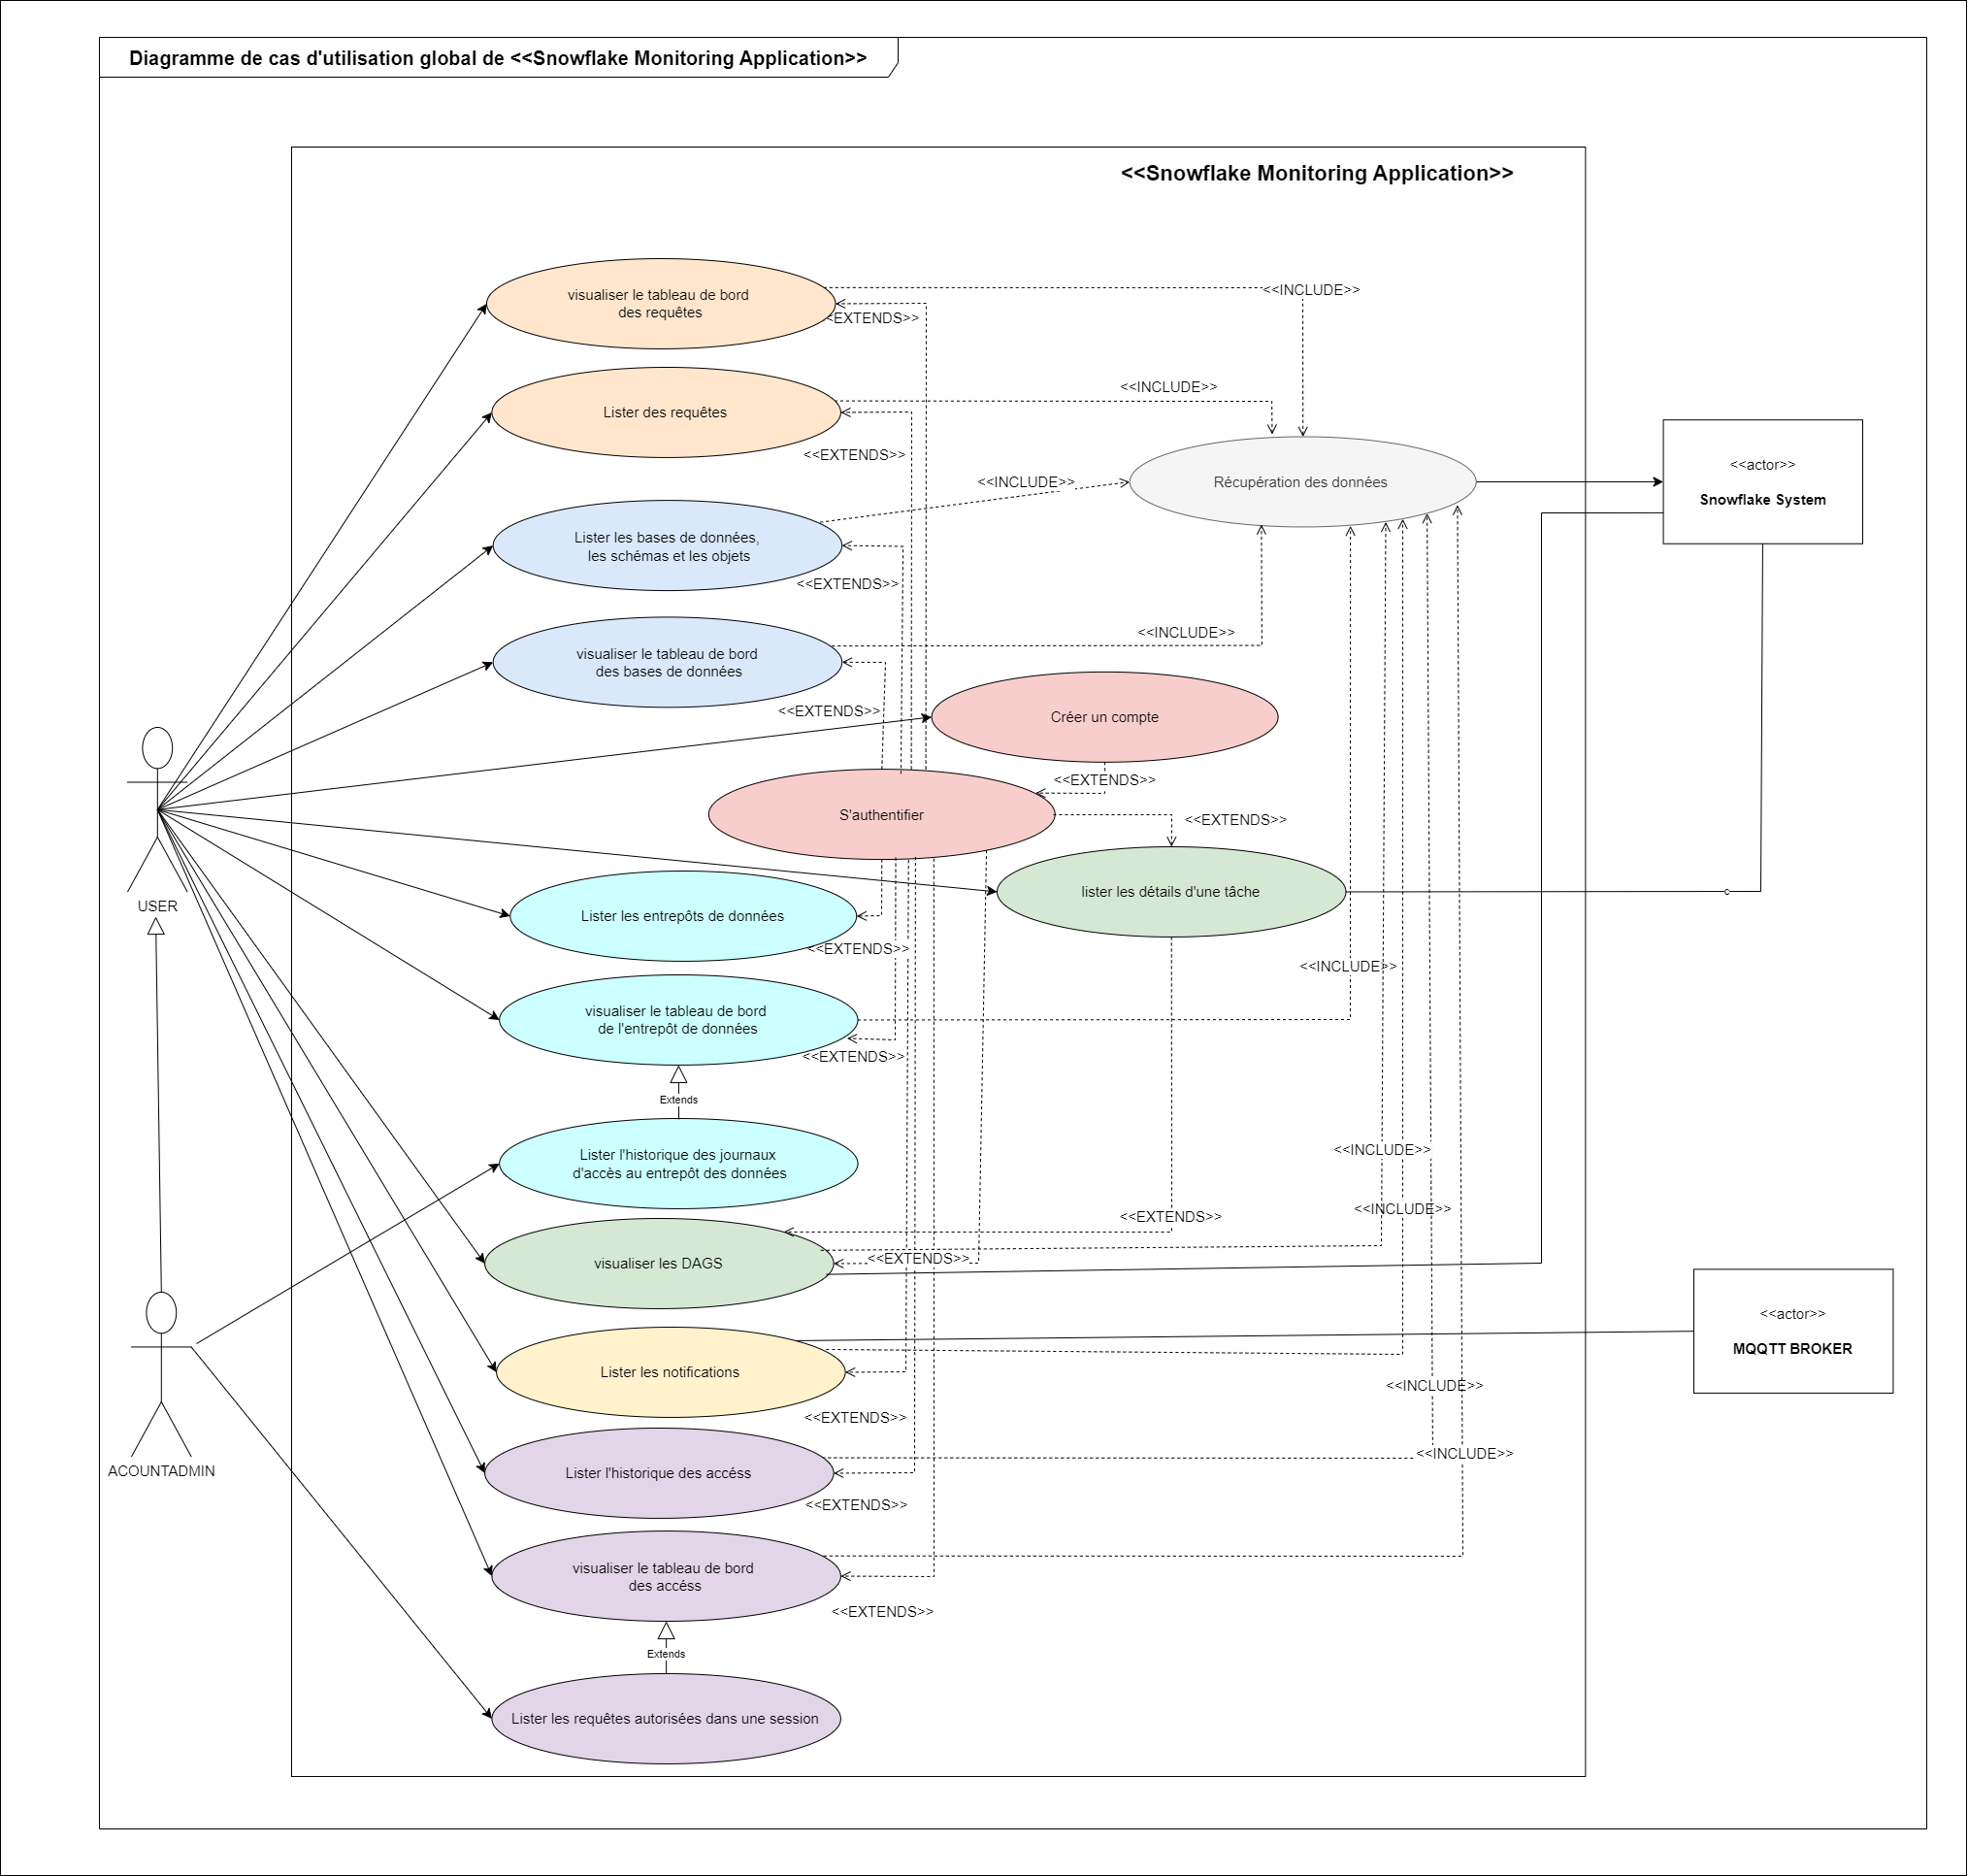 Diagramme de cas d'utilisation global de <<Snowflake Monitoring Application>>
<<Snowflake Monitoring Application>>
visualiser le tableau de bord
des requêtes
<<INCLUDE>>
<EXTENDS>>
Lister des requêtes
<<INCLUDE>>
<<EXTENDS>>
<<INCLUDE>>
Récupération des données
<<actor>>
Snowflake System
Lister les bases de données,
les schémas et les objets
<<EXTENDS>>
<<INCLUDE>>
visualiser le tableau de bord
des bases de données
<<EXTENDS>>
Créer un compte
<<EXTENDS>>
S'authentifier
<<EXTENDS>>
lister les détails d'une tâche
c
USER
Lister les entrepôts de données
<<EXTENDS>>
<<INCLUDE>>
visualiser le tableau de bord
de l'entrepôt de données
<<EXTENDS>>
Extends
Lister l'historique des journaux
d'accès au entrepôt des données
<<INCLUDE>>
<<INCLUDE>>
<<EXTENDS>>
visualiser les DAGS
<<EXTENDS>>
<<actor>>
MQQTT BROKER
Lister les notifications
<<INCLUDE>>
<<EXTENDS>>
<<INCLUDE>>
ACOUNTADMIN
Lister l'historique des accéss
<<EXTENDS>>
visualiser le tableau de bord
des accéss
<<EXTENDS>>
Extends
Lister les requêtes autorisées dans une session